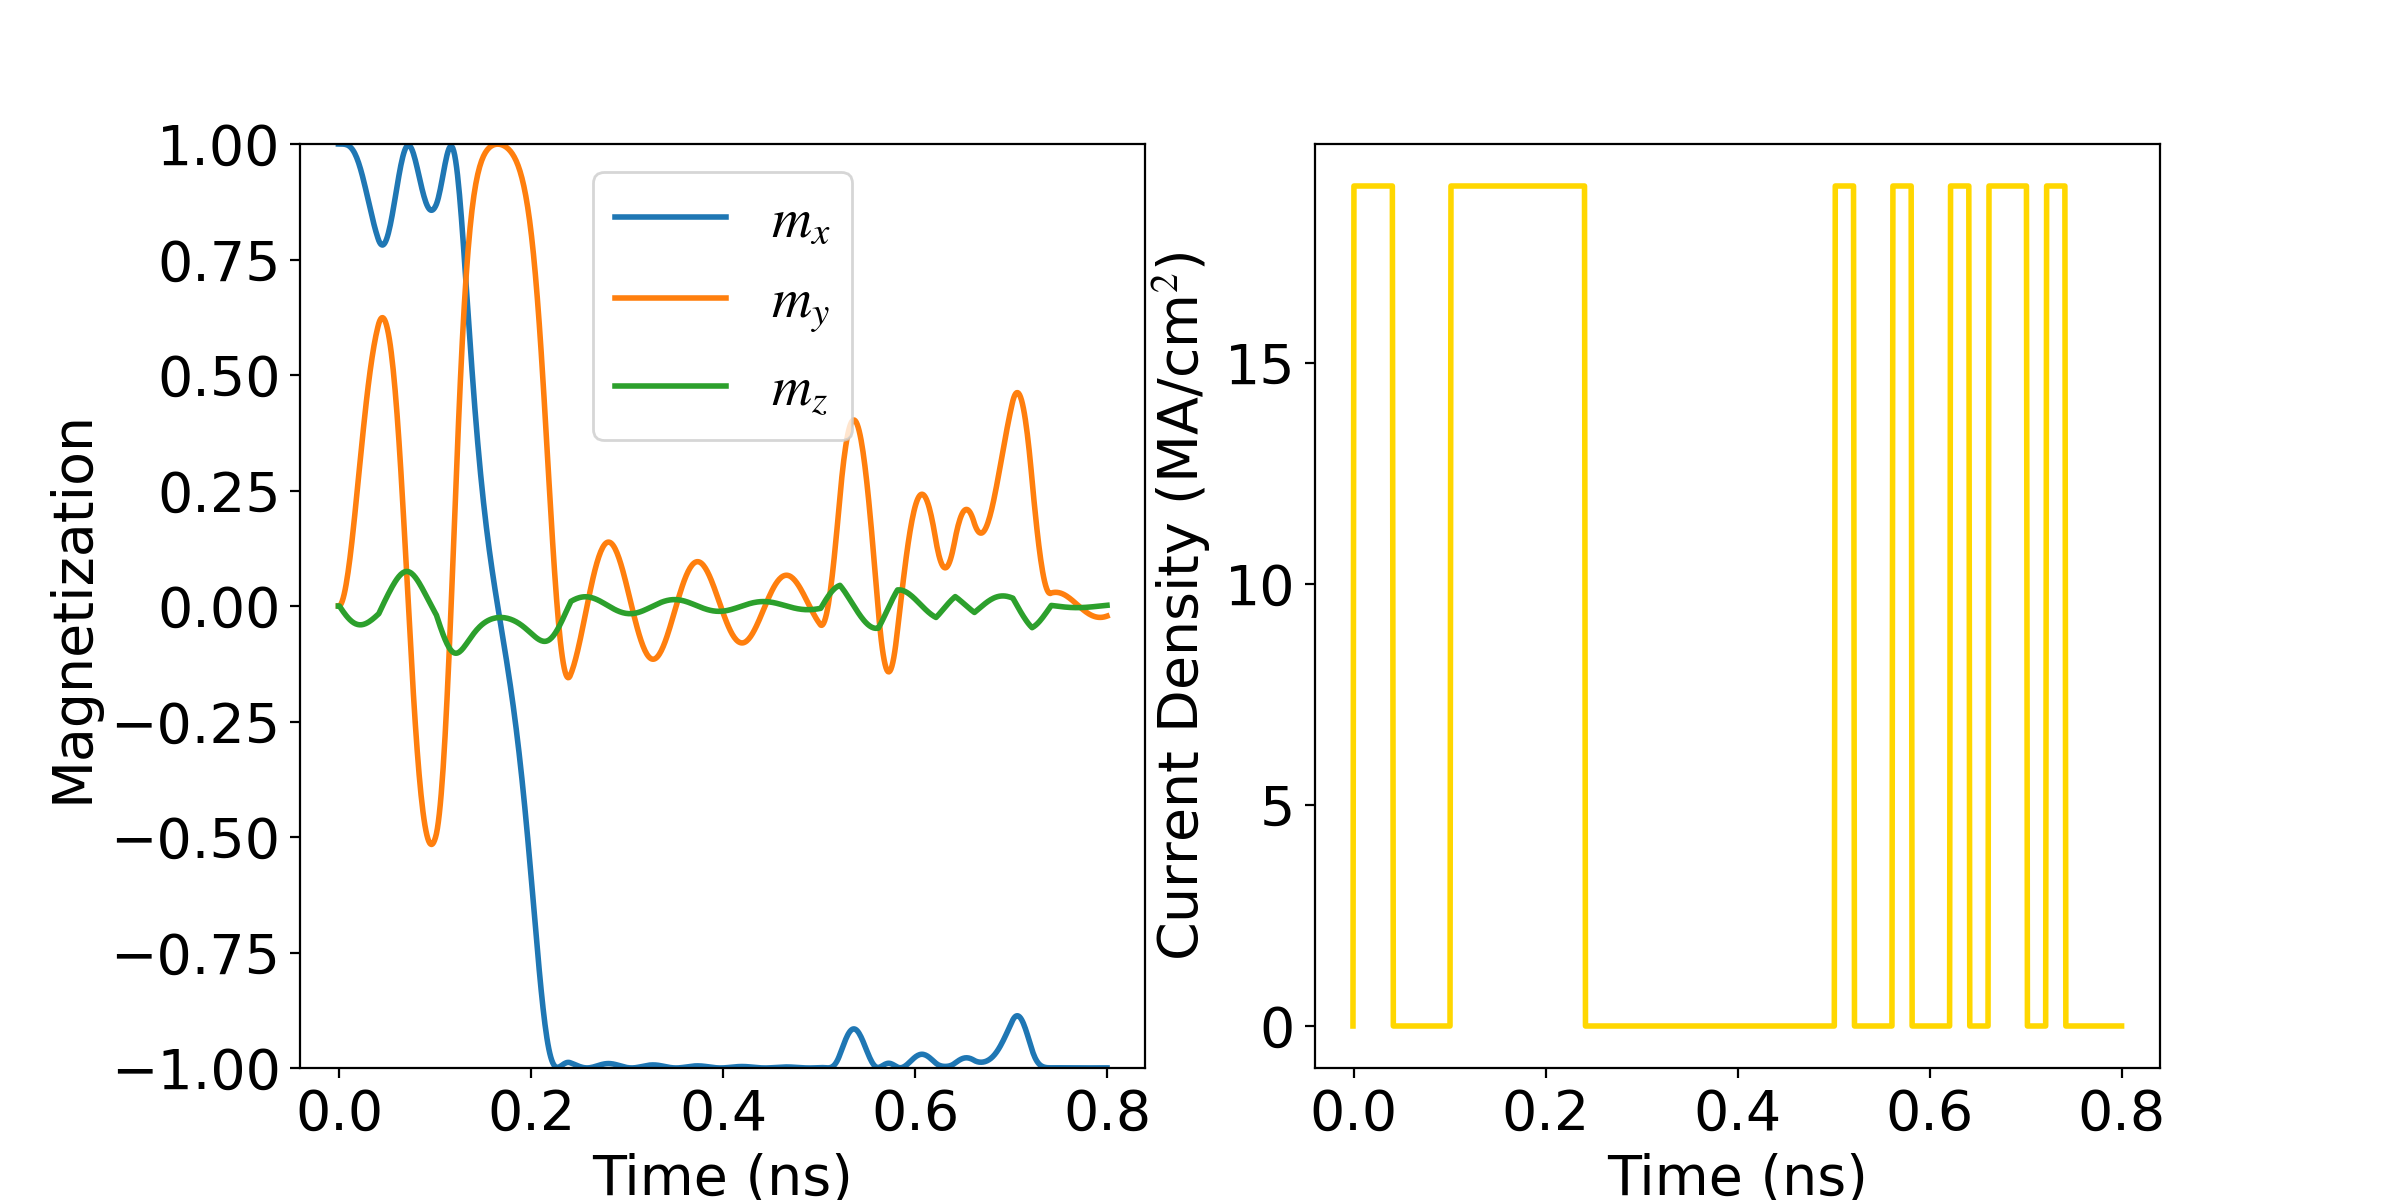 1.00
0.75
0.50
0.25
0.00
−0.25
−0.50
−0.75
−1.00
0.0 0.2 0.4 0.6 0.8
Time (ns)
Magnetization
m_x
m_y
m_z
15
10
5
0
0.0 0.2 0.4 0.6 0.8
Time (ns)
Current Density (MA/cm²)